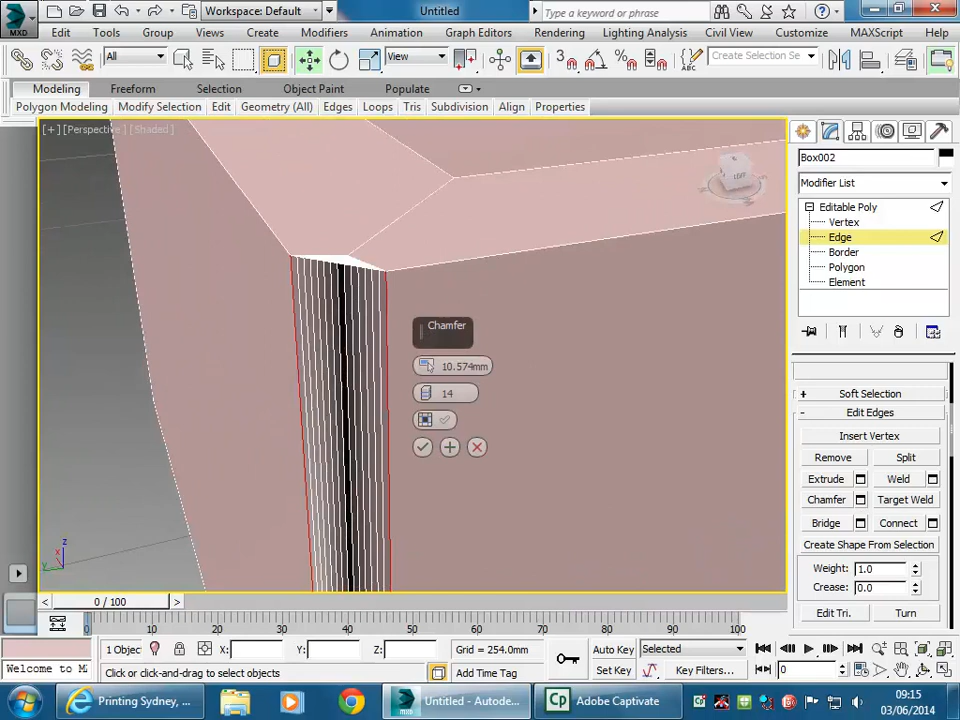 MXD
Workspace: Default
Untitled
Type a keyword or phrase
Edit
Tools
Group
Views
Create
Modifiers
Animation
Graph Editors
Rendering
Lighting Analysis
Civil View
Customize
MAXScript
Help
All
View
3
Create Selection Se
Modeling
Freeform
Selection
Object Paint
Populate
Polygon Modeling
Modify Selection
Edit
Geometry (All)
Edges
Loops
Tris
Subdivision
Align
Properties
[+] [Perspective] [Shaded]
LEFT
Box002
Modifier List
Editable Poly
Vertex
Edge
Border
Polygon
Element
Chamfer
10.574mm
14
Soft Selection
Edit Edges
Insert Vertex
Remove
Split
Extrude
Weld
Chamfer
Target Weld
Bridge
Connect
Create Shape From Selection
Weight: 1.0
Crease: 0.0
Edit Tri.
Turn
z
x
y
0 / 100
0 10 20 30 40 50 60 70 80 90 100
1 Objec
X:
Y:
Z:
Grid = 254.0mm
Auto Key
Selected
Welcome to M
Click or click-and-drag to select objects
Add Time Tag
Set Key
Key Filters...
0
Printing Sydney, ...
Untitled - Autode...
Adobe Captivate
09:15
03/06/2014